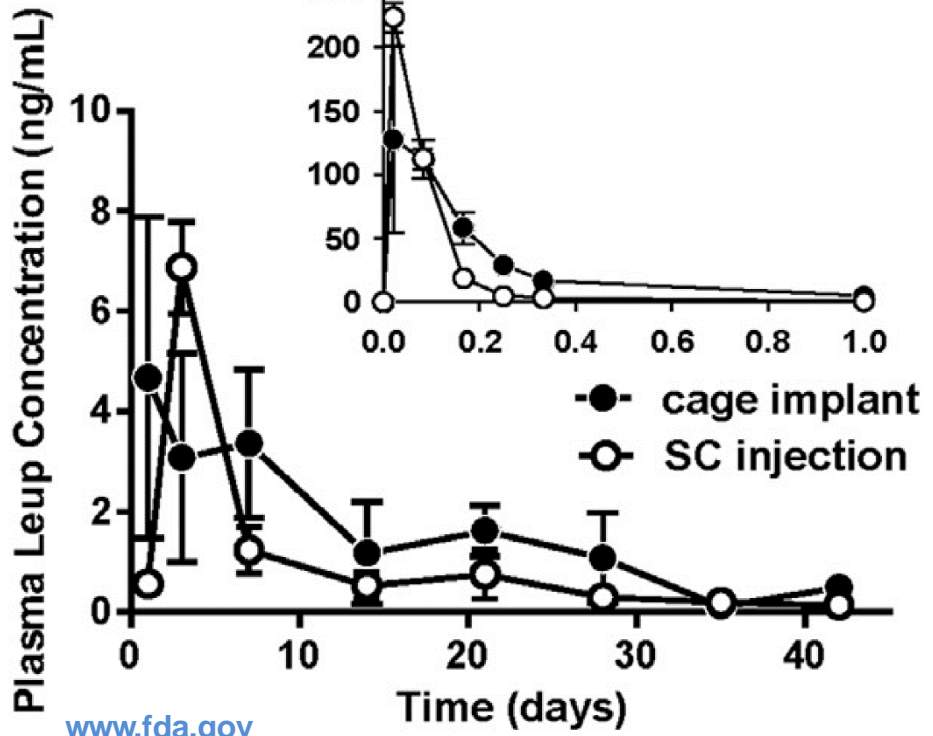 Plasma Leup Concentration (ng/mL)
10
8
6
4
2
0
0 10 20 30 40
Time (days)
200
150
100
50
0
0.0 0.2 0.4 0.6 0.8 1.0
cage implant
SC injection
www.fda.gov